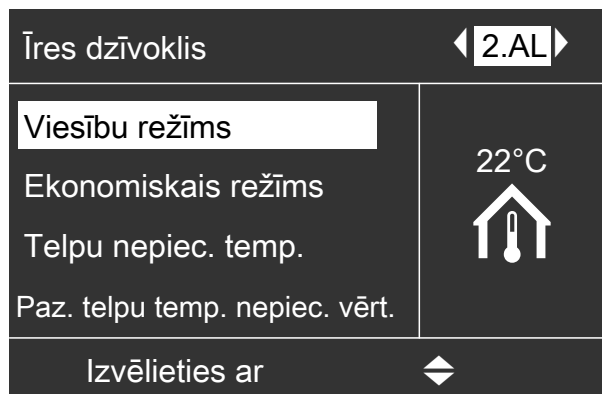 Īres dzīvoklis 2.AL
Viesību režīms
Ekonomiskais režīms
22°C
Telpu nepiec. temp.
Paz. telpu temp. nepiec. vērt.
Izvēlieties ar